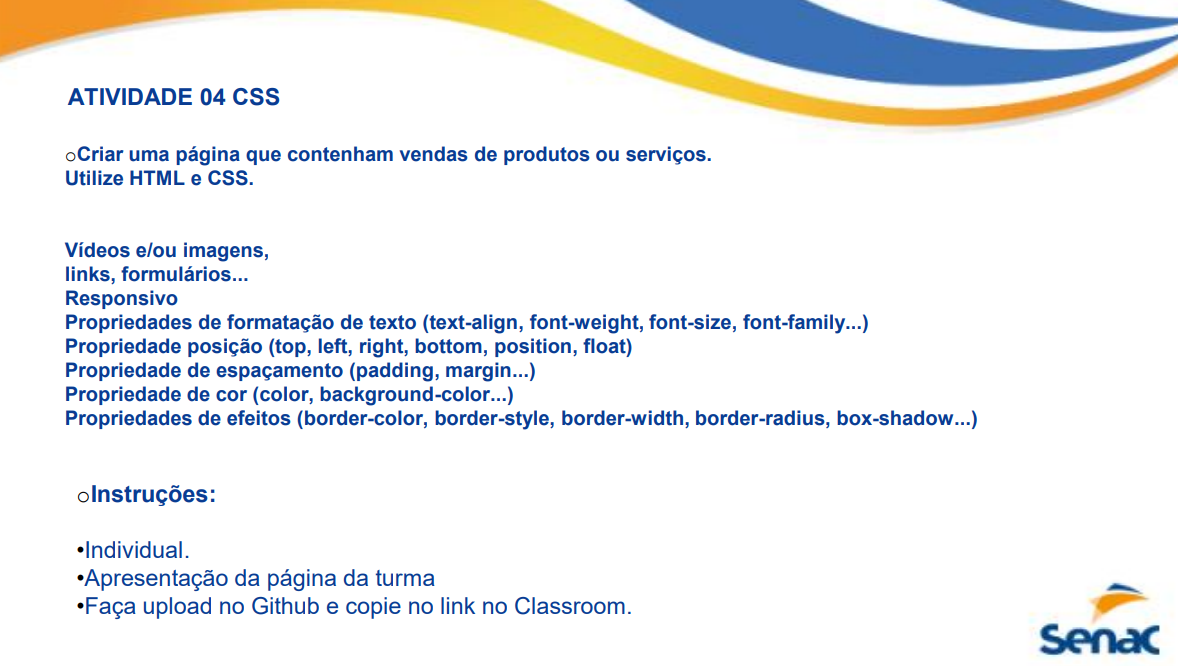 ATIVIDADE 04 CSS
oCriar uma página que contenham vendas de produtos ou serviços.
Utilize HTML e CSS.
Vídeos e/ou imagens,
links, formulários...
Responsivo
Propriedades de formatação de texto (text-align, font-weight, font-size, font-family...)
Propriedade posição (top, left, right, bottom, position, float)
Propriedade de espaçamento (padding, margin...)
Propriedade de cor (color, background-color...)
Propriedades de efeitos (border-color, border-style, border-width, border-radius, box-shadow...)
oInstruções:
•Individual.
•Apresentação da página da turma
•Faça upload no Github e copie no link no Classroom.
Senac